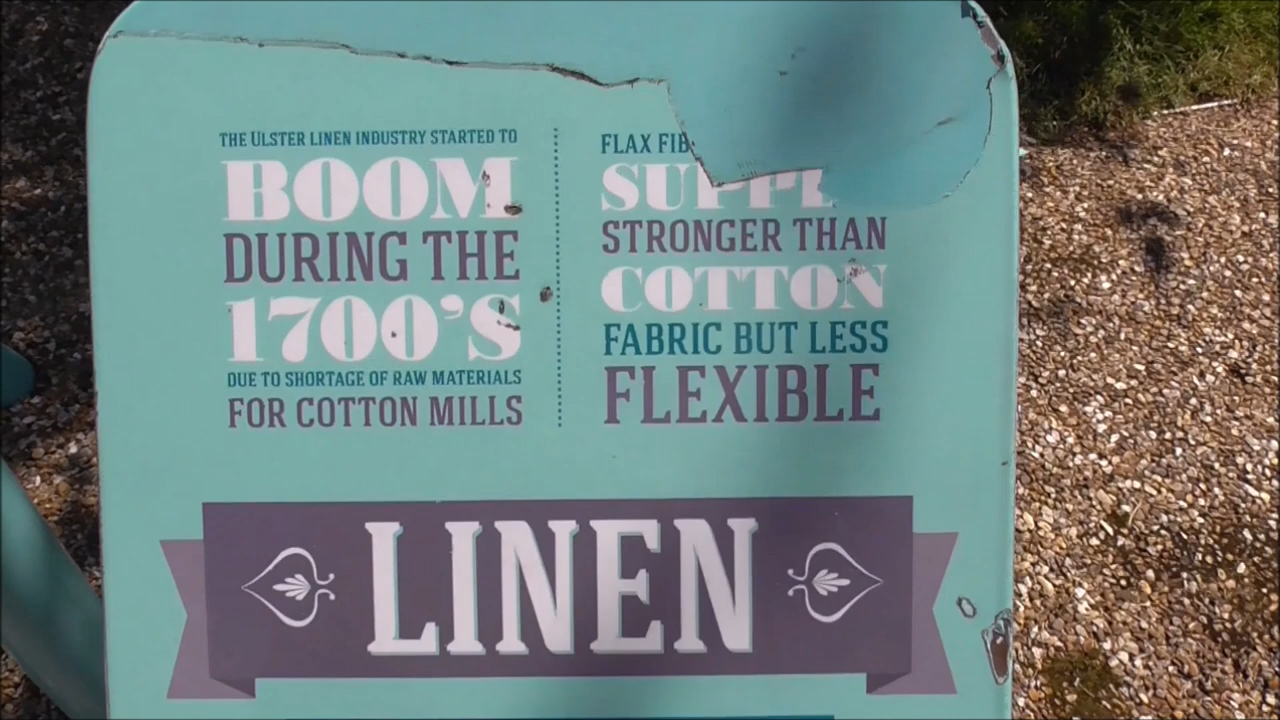 THE ULSTER LINEN INDUSTRY STARTED TO
BOOM
DURING THE
1700'S
DUE TO SHORTAGE OF RAW MATERIALS
FOR COTTON MILLS
FLAX
STRONGER THAN
COTTON
FABRIC BUT LESS
FLEXIBLE
LINEN